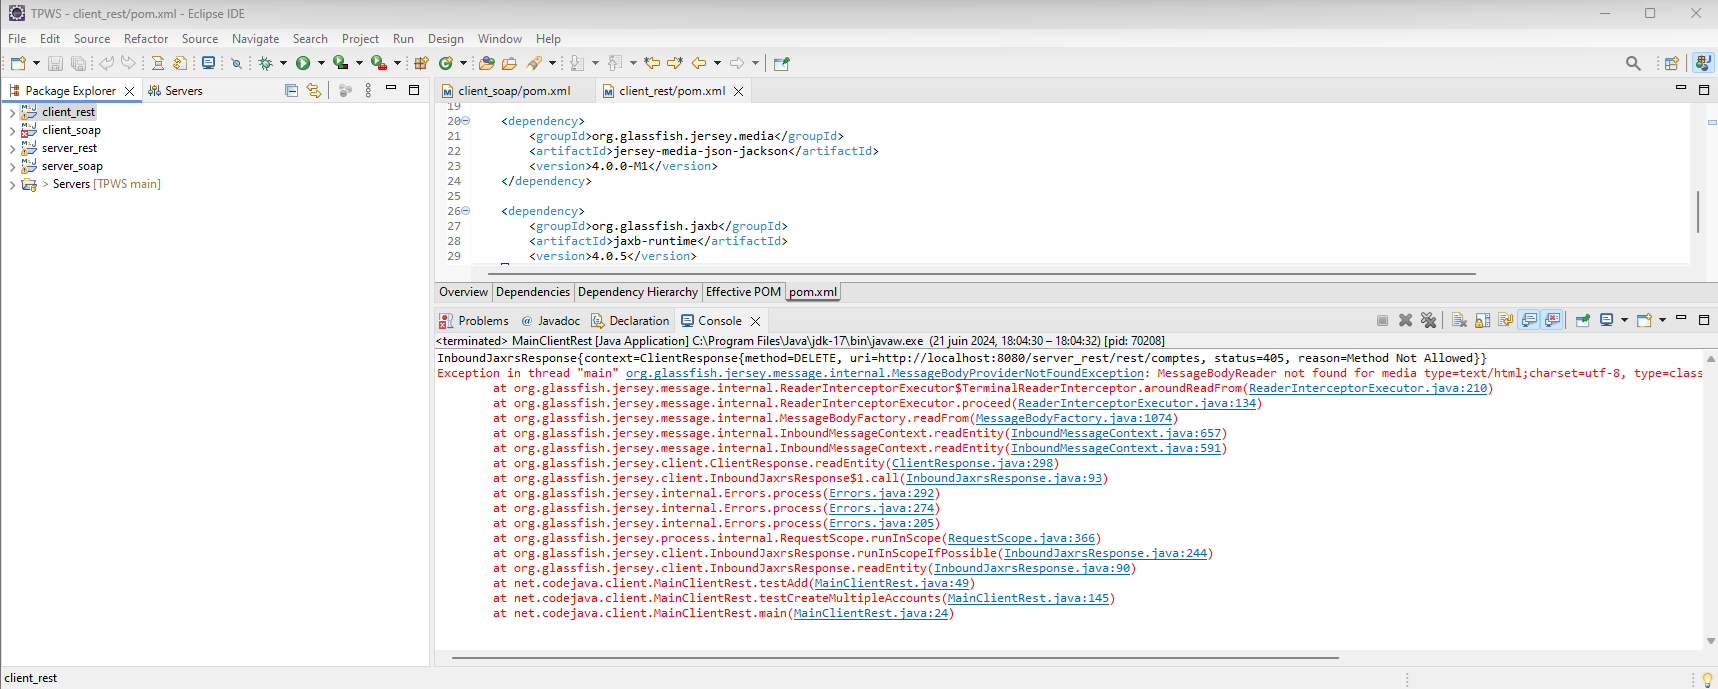 TPWS - client_rest/pom.xml - Eclipse IDE
File Edit Source Refactor Source Navigate Search Project Run Design Window Help
Package Explorer Servers
client_rest
client_soap
server_rest
server_soap
> Servers [TPWS main]
client_soap/pom.xml client_rest/pom.xml
19
20 <dependency>
21 <groupId>org.glassfish.jersey.media</groupId>
22 <artifactId>jersey-media-json-jackson</artifactId>
23 <version>4.0.0-M1</version>
24 </dependency>
25
26 <dependency>
27 <groupId>org.glassfish.jaxb</groupId>
28 <artifactId>jaxb-runtime</artifactId>
29 <version>4.0.5</version>
Overview Dependencies Dependency Hierarchy Effective POM pom.xml
Problems @ Javadoc Declaration Console
<terminated> MainClientRest [Java Application] C:\Program Files\Java\jdk-17\bin\javaw.exe (21 juin 2024, 18:04:30 – 18:04:32) [pid: 70208]
InboundJaxrsResponse{context=ClientResponse{method=DELETE, uri=http://localhost:8080/server_rest/rest/comptes, status=405, reason=Method Not Allowed}}
Exception in thread "main" org.glassfish.jersey.message.internal.MessageBodyProviderNotFoundException: MessageBodyReader not found for media type=text/html;charset=utf-8, type=class
at org.glassfish.jersey.message.internal.ReaderInterceptorExecutor$TerminalReaderInterceptor.aroundReadFrom(ReaderInterceptorExecutor.java:210)
at org.glassfish.jersey.message.internal.ReaderInterceptorExecutor.proceed(ReaderInterceptorExecutor.java:134)
at org.glassfish.jersey.message.internal.MessageBodyFactory.readFrom(MessageBodyFactory.java:1074)
at org.glassfish.jersey.message.internal.InboundMessageContext.readEntity(InboundMessageContext.java:657)
at org.glassfish.jersey.message.internal.InboundMessageContext.readEntity(InboundMessageContext.java:591)
at org.glassfish.jersey.client.ClientResponse.readEntity(ClientResponse.java:298)
at org.glassfish.jersey.client.InboundJaxrsResponse$1.call(InboundJaxrsResponse.java:93)
at org.glassfish.jersey.internal.Errors.process(Errors.java:292)
at org.glassfish.jersey.internal.Errors.process(Errors.java:274)
at org.glassfish.jersey.internal.Errors.process(Errors.java:205)
at org.glassfish.jersey.process.internal.RequestScope.runInScope(RequestScope.java:366)
at org.glassfish.jersey.client.InboundJaxrsResponse.runInScopeIfPossible(InboundJaxrsResponse.java:244)
at org.glassfish.jersey.client.InboundJaxrsResponse.readEntity(InboundJaxrsResponse.java:90)
at net.codejava.client.MainClientRest.testAdd(MainClientRest.java:49)
at net.codejava.client.MainClientRest.testCreateMultipleAccounts(MainClientRest.java:145)
at net.codejava.client.MainClientRest.main(MainClientRest.java:24)
client_rest